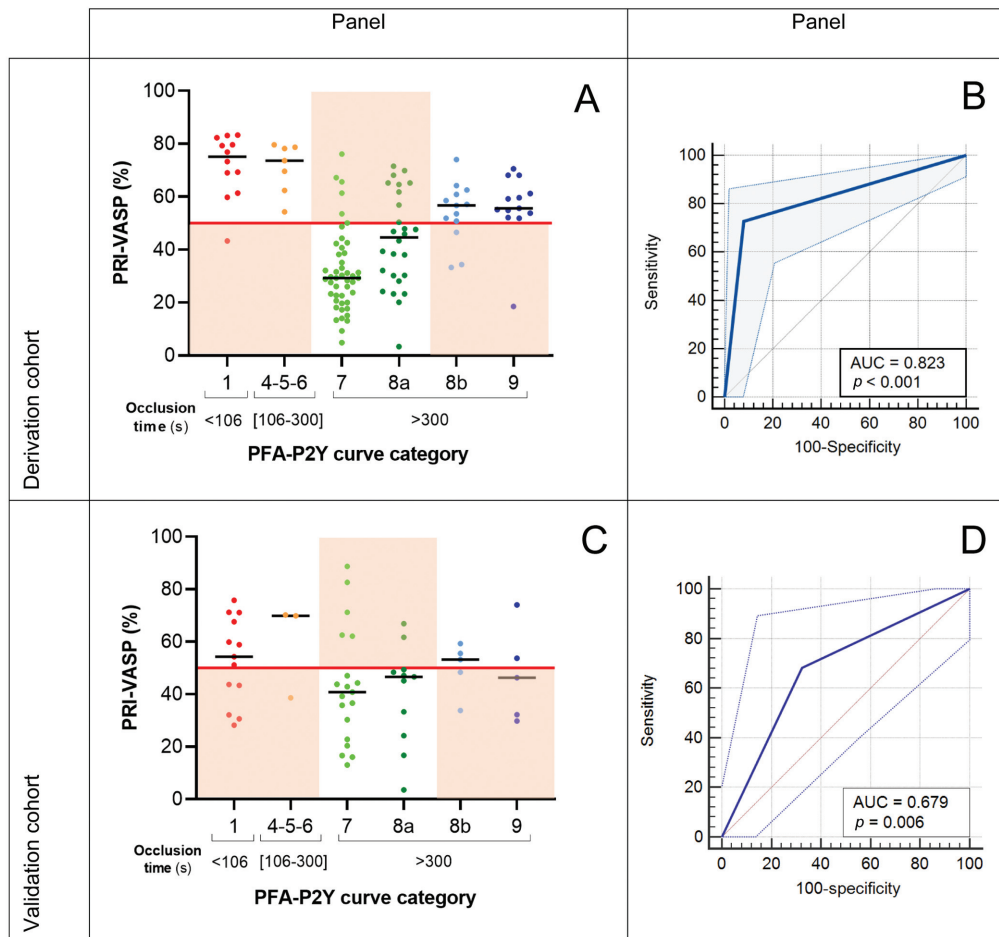 Panel
Panel
Derivation cohort
A
PRI-VASP (%)
100
80
60
40
20
0
1
4-5-6
7
8a
8b
9
Occlusion
time (s)
<106
[106-300]
>300
PFA-P2Y curve category
B
Sensitivity
100
80
60
40
20
0
AUC = 0.823
p < 0.001
0
20
40
60
80
100
100-Specificity
Validation cohort
C
PRI-VASP (%)
100
80
60
40
20
0
1
4-5-6
7
8a
8b
9
Occlusion
time (s)
<106
[106-300]
>300
PFA-P2Y curve category
D
Sensitivity
100
80
60
40
20
0
AUC = 0.679
p = 0.006
0
20
40
60
80
100
100-specificity